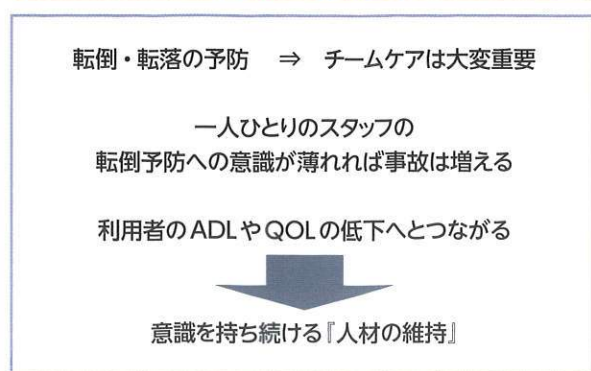 転倒・転落の予防　⇒　チームケアは大変重要
一人ひとりのスタッフの
転倒予防への意識が薄れれば事故は増える
利用者のADLやQOLの低下へとつながる
意識を持ち続ける『人材の維持』